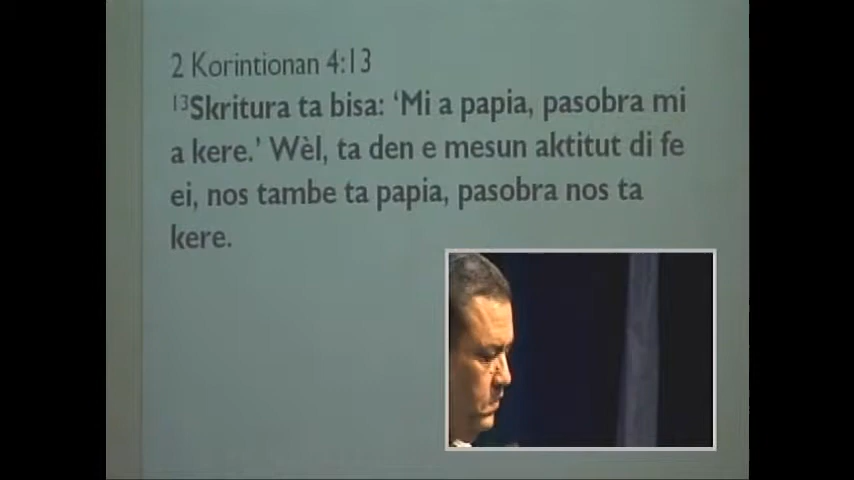 2 Korintionan 4:13
¹³Skritura ta bisa: ‘Mi a papia, pasobra mi
a kere.’ Wèl, ta den e mesun aktitut di fe
ei, nos tambe ta papia, pasobra nos ta
kere.